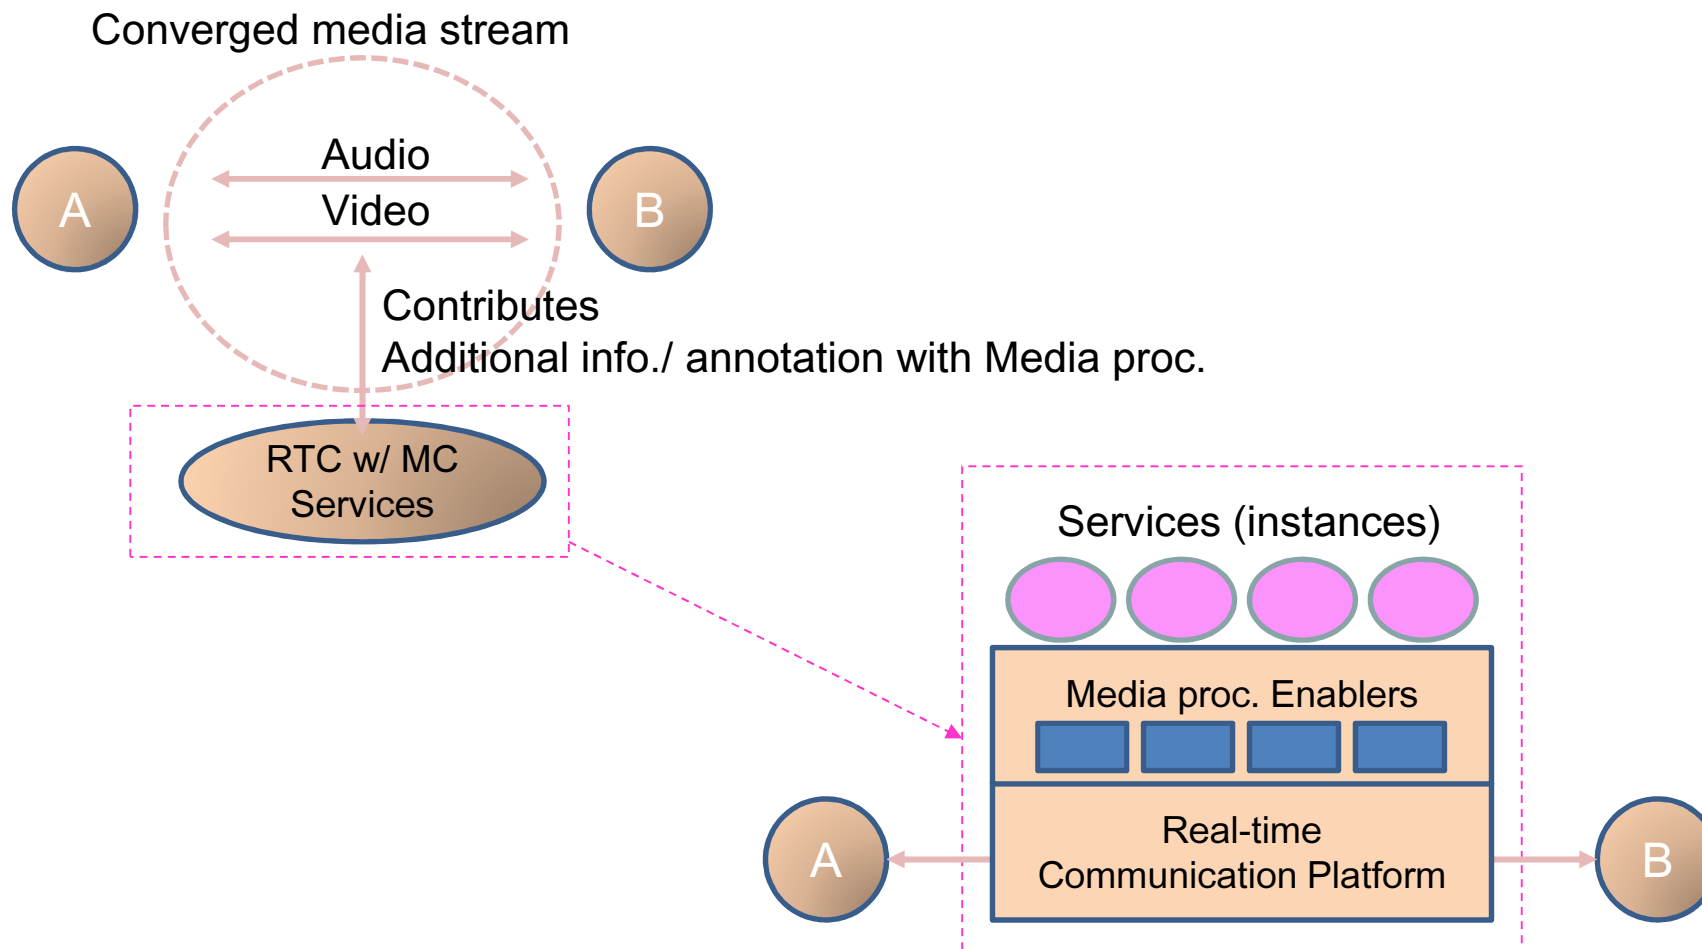 Converged media stream
Audio
A
B
Video
Contributes
Additional info./ annotation with Media proc.
RTC w/ MC
Services
Services (instances)
Media proc. Enablers
Real-time
A
B
Communication Platform